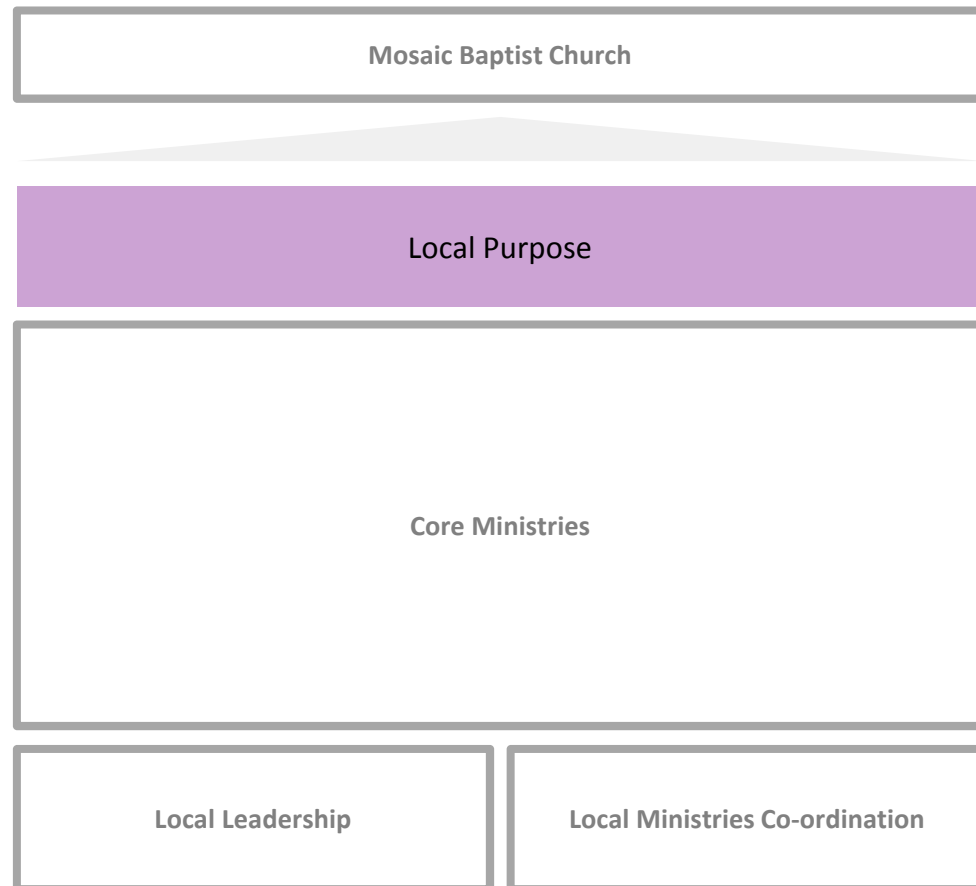 Mosaic Baptist Church
Local Purpose
Core Ministries
Local Leadership
Local Ministries Co-ordination